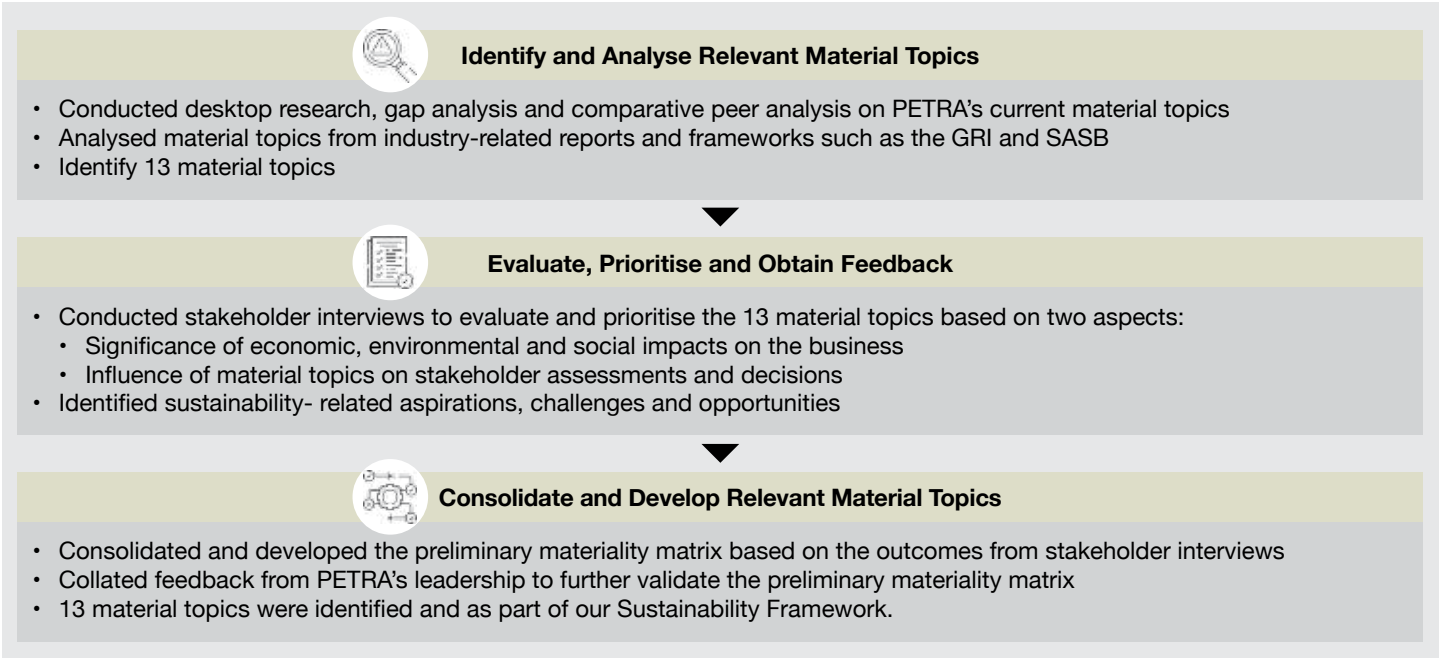 Identify and Analyse Relevant Material Topics
• Conducted desktop research, gap analysis and comparative peer analysis on PETRA’s current material topics
• Analysed material topics from industry-related reports and frameworks such as the GRI and SASB
• Identify 13 material topics
Evaluate, Prioritise and Obtain Feedback
• Conducted stakeholder interviews to evaluate and prioritise the 13 material topics based on two aspects:
• Significance of economic, environmental and social impacts on the business
• Influence of material topics on stakeholder assessments and decisions
• Identified sustainability- related aspirations, challenges and opportunities
Consolidate and Develop Relevant Material Topics
• Consolidated and developed the preliminary materiality matrix based on the outcomes from stakeholder interviews
• Collated feedback from PETRA’s leadership to further validate the preliminary materiality matrix
• 13 material topics were identified and as part of our Sustainability Framework.